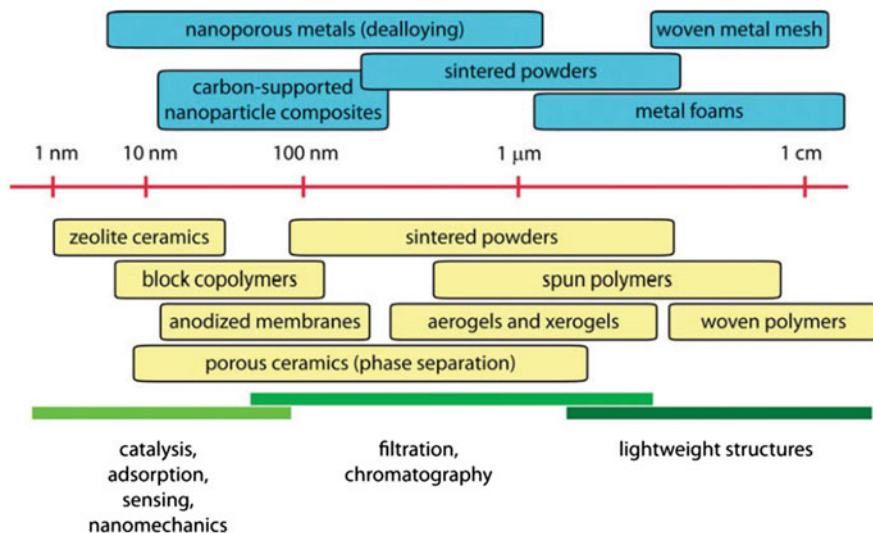 nanoporous metals (dealloying)
woven metal mesh
sintered powders
carbon-supported
nanoparticle composites
metal foams
1 nm
10 nm
100 nm
1 μm
1 cm
zeolite ceramics
sintered powders
block copolymers
spun polymers
anodized membranes
aerogels and xerogels
woven polymers
porous ceramics (phase separation)
catalysis,
adsorption,
sensing,
nanomechanics
filtration,
chromatography
lightweight structures